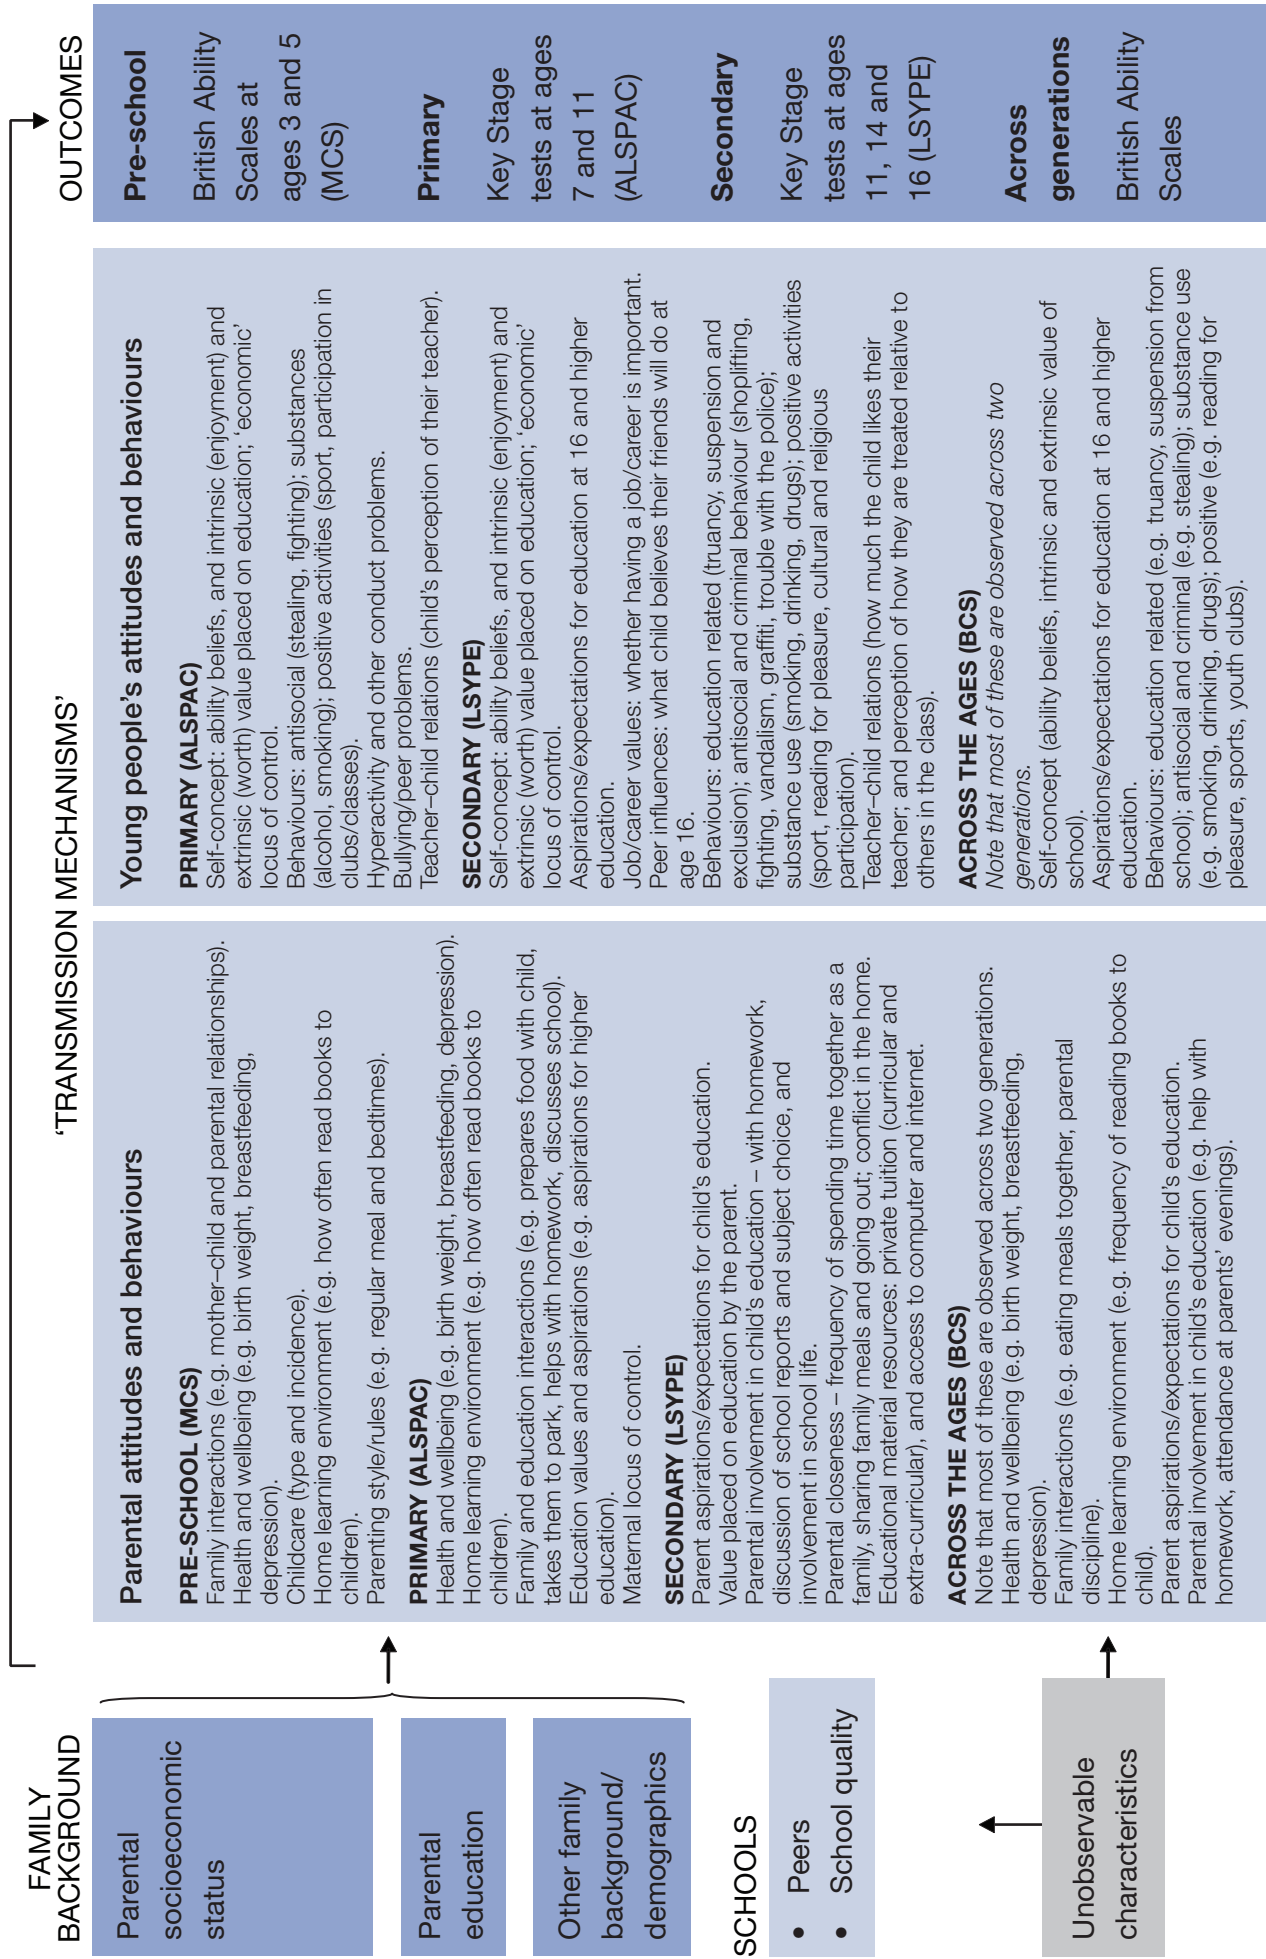 FAMILY
BACKGROUND
Parental
socioeconomic
status
Parental
education
Other family
background/
demographics
SCHOOLS
• Peers
• School quality
Unobservable
characteristics
‘TRANSMISSION MECHANISMS’
Parental attitudes and behaviours
PRE-SCHOOL (MCS)
Family interactions (e.g. mother–child and parental relationships).
Health and wellbeing (e.g. birth weight, breastfeeding,
depression).
Childcare (type and incidence).
Home learning environment (e.g. how often read books to
children).
Parenting style/rules (e.g. regular meal and bedtimes).
PRIMARY (ALSPAC)
Health and wellbeing (e.g. birth weight, breastfeeding, depression).
Home learning environment (e.g. how often read books to
children).
Family and education interactions (e.g. prepares food with child,
takes them to park, helps with homework, discusses school).
Education values and aspirations (e.g. aspirations for higher
education).
Maternal locus of control.
SECONDARY (LSYPE)
Parent aspirations/expectations for child’s education.
Value placed on education by the parent.
Parental involvement in child’s education – with homework,
discussion of school reports and subject choice, and
involvement in school life.
Parental closeness – frequency of spending time together as a
family, sharing family meals and going out; conflict in the home.
Educational material resources: private tuition (curricular and
extra-curricular), and access to computer and internet.
ACROSS THE AGES (BCS)
Note that most of these are observed across two generations.
Health and wellbeing (e.g. birth weight, breastfeeding,
depression).
Family interactions (e.g. eating meals together, parental
discipline).
Home learning environment (e.g. frequency of reading books to
child).
Parent aspirations/expectations for child’s education.
Parental involvement in child’s education (e.g. help with
homework, attendance at parents’ evenings).
Young people’s attitudes and behaviours
PRIMARY (ALSPAC)
Self-concept: ability beliefs, and intrinsic (enjoyment) and
extrinsic (worth) value placed on education; ‘economic’
locus of control.
Behaviours: antisocial (stealing, fighting); substances
(alcohol, smoking); positive activities (sport, participation in
clubs/classes).
Hyperactivity and other conduct problems.
Bullying/peer problems.
Teacher–child relations (child’s perception of their teacher).
SECONDARY (LSYPE)
Self-concept: ability beliefs, and intrinsic (enjoyment) and
extrinsic (worth) value placed on education; ‘economic’
locus of control.
Aspirations/expectations for education at 16 and higher
education.
Job/career values: whether having a job/career is important.
Peer influences: what child believes their friends will do at
age 16.
Behaviours: education related (truancy, suspension and
exclusion); antisocial and criminal behaviour (shoplifting,
fighting, vandalism, graffiti, trouble with the police);
substance use (smoking, drinking, drugs); positive activities
(sport, reading for pleasure, cultural and religious
participation).
Teacher–child relations (how much the child likes their
teacher; and perception of how they are treated relative to
others in the class).
ACROSS THE AGES (BCS)
Note that most of these are observed across two
generations.
Self-concept (ability beliefs, intrinsic and extrinsic value of
school).
Aspirations/expectations for education at 16 and higher
education.
Behaviours: education related (e.g. truancy, suspension from
school); antisocial and criminal (e.g. stealing); substance use
(e.g. smoking, drinking, drugs); positive (e.g. reading for
pleasure, sports, youth clubs).
OUTCOMES
Pre-school
British Ability
Scales at
ages 3 and 5
(MCS)
Primary
Key Stage
tests at ages
7 and 11
(ALSPAC)
Secondary
Key Stage
tests at ages
11, 14 and
16 (LSYPE)
Across
generations
British Ability
Scales